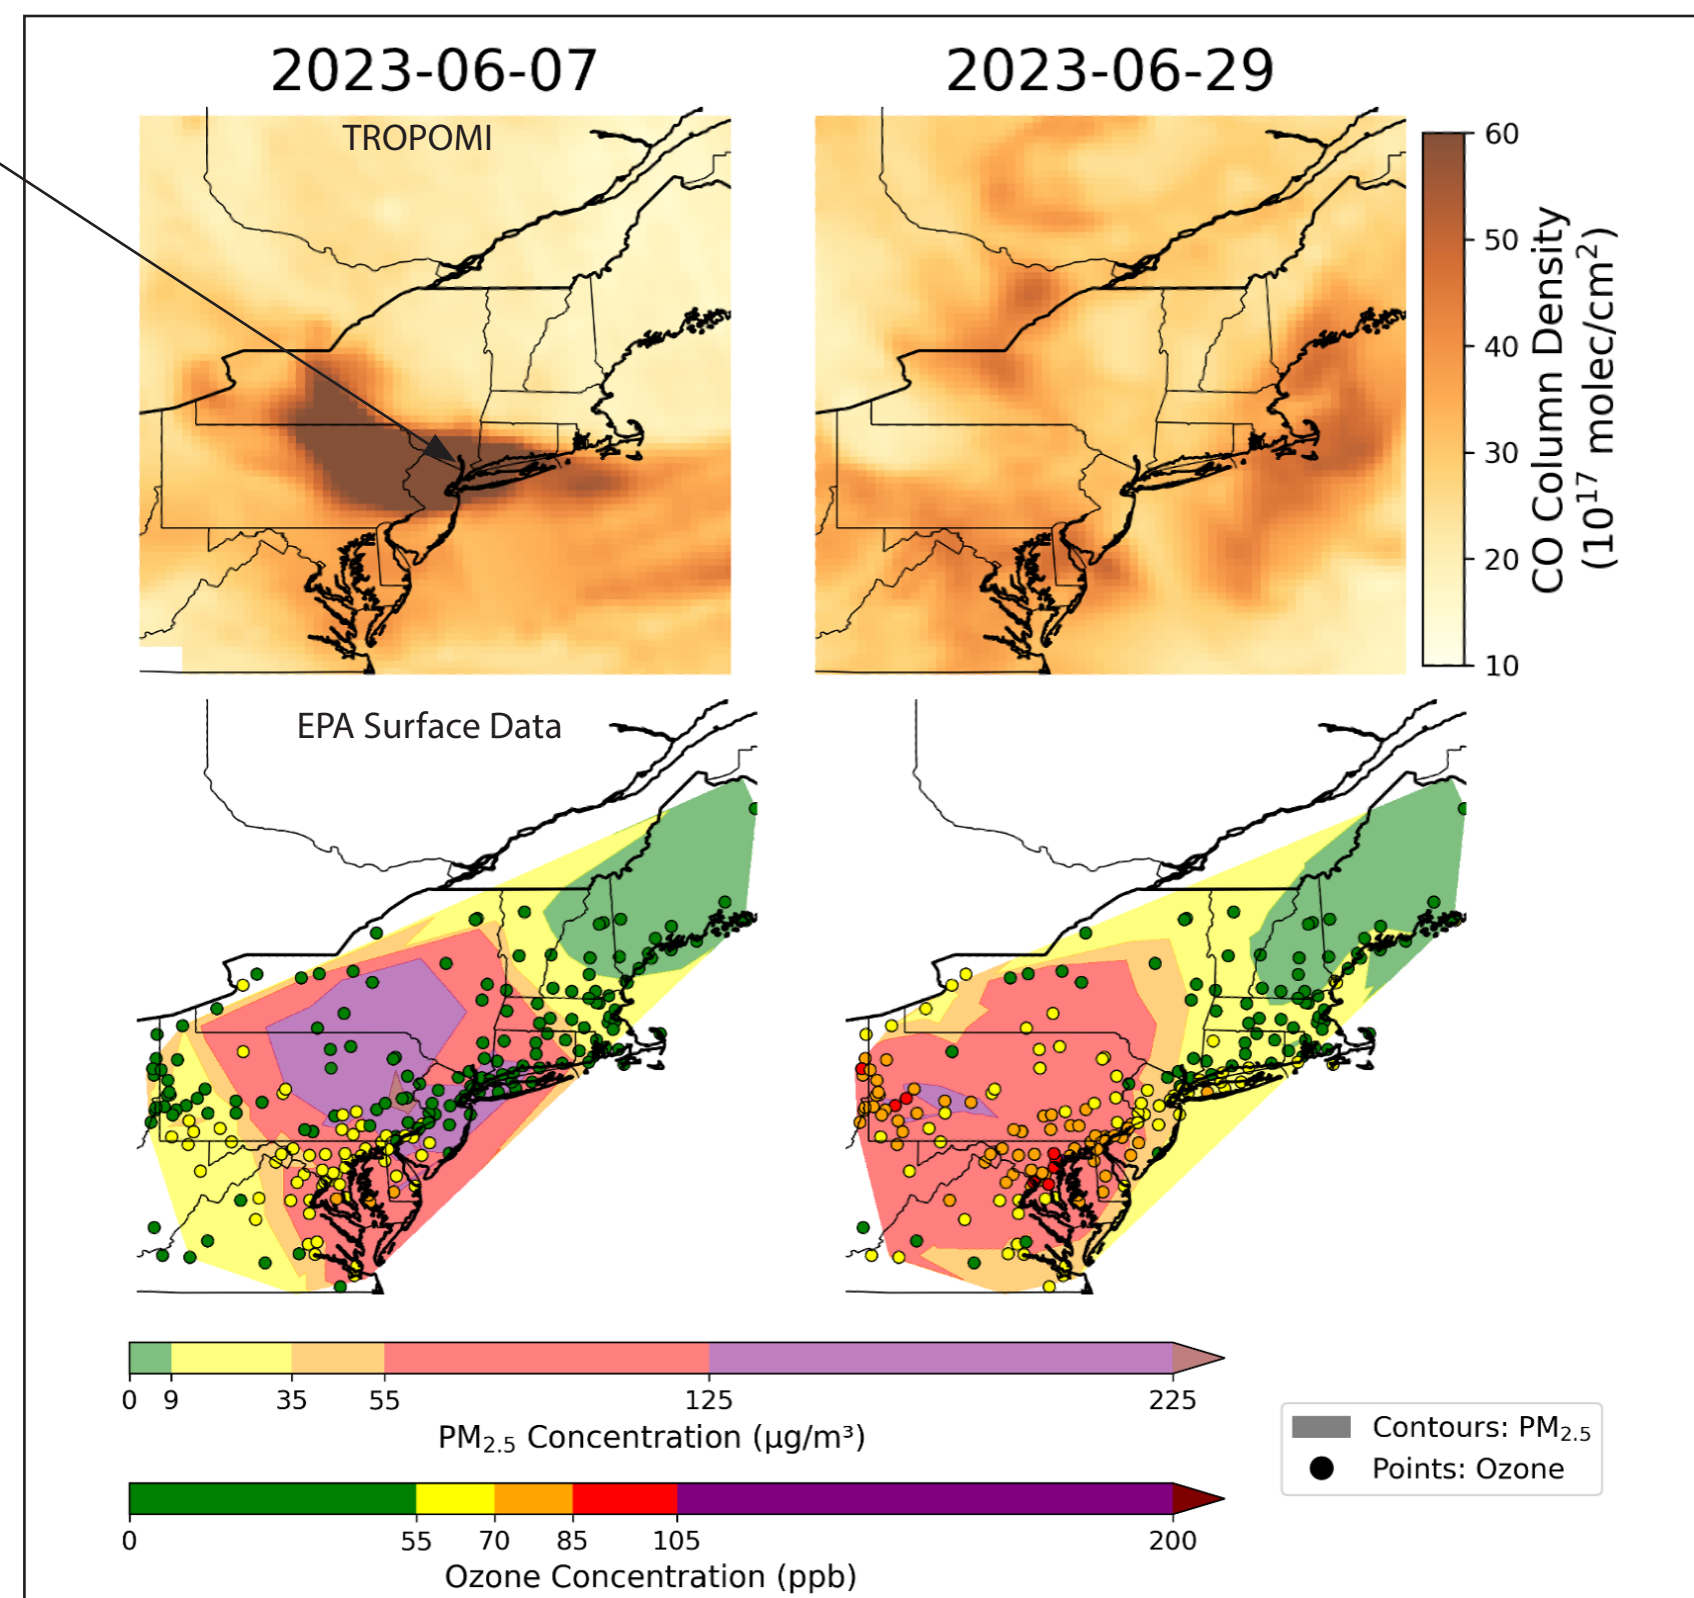 2023-06-07
2023-06-29
TROPOMI
60
50
40
30
20
10
CO Column Density
(10¹⁷ molec/cm²)
EPA Surface Data
0 9 35 55 125 225
PM₂.₅ Concentration (µg/m³)
Contours: PM₂.₅
Points: Ozone
0 55 70 85 105 200
Ozone Concentration (ppb)